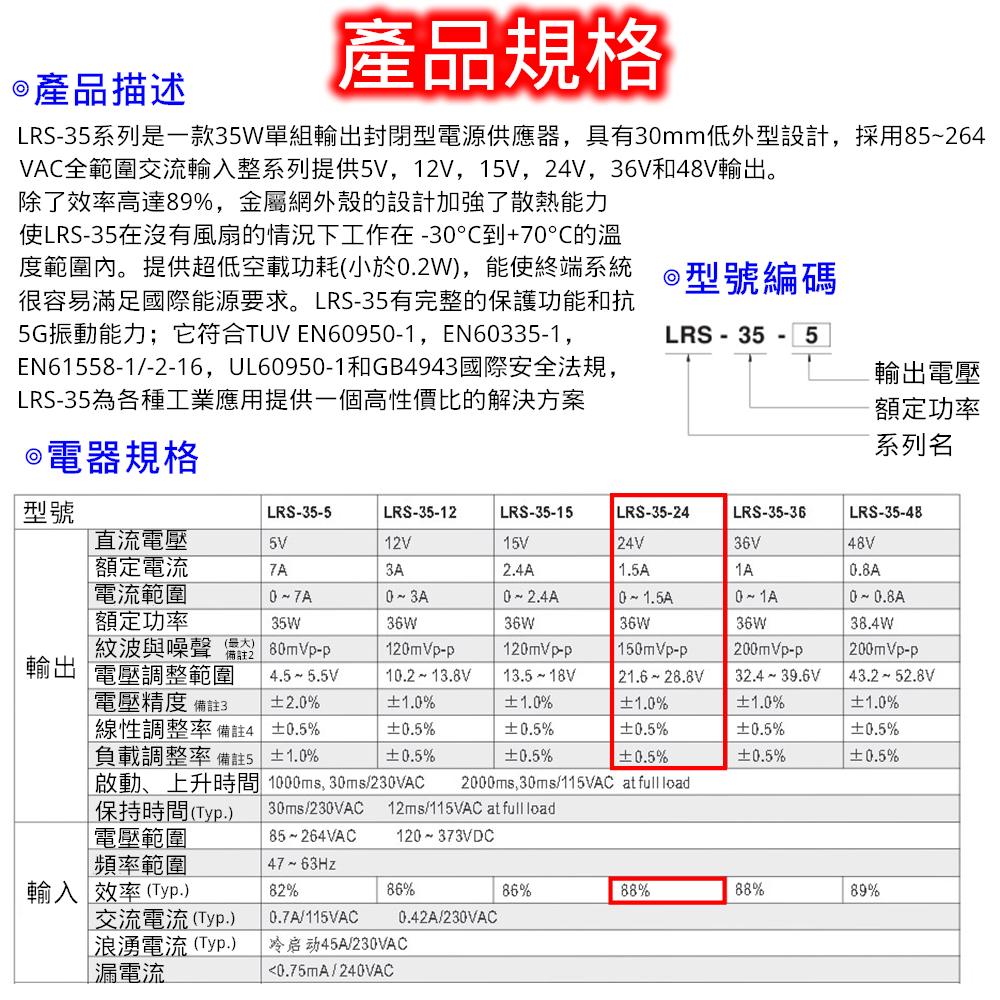 產品規格
◎產品描述
LRS-35系列是一款35W單組輸出封閉型電源供應器，具有30mm低外型設計，採用85~264
VAC全範圍交流輸入整系列提供5V，12V，15V，24V，36V和48V輸出。
除了效率高達89%，金屬網外殼的設計加強了散熱能力
使LRS-35在沒有風扇的情況下工作在 -30°C到+70°C的溫
度範圍內。提供超低空載功耗(小於0.2W)，能使終端系統
很容易滿足國際能源要求。LRS-35有完整的保護功能和抗
5G振動能力；它符合TUV EN60950-1，EN60335-1，
EN61558-1/-2-16，UL60950-1和GB4943國際安全法規，
LRS-35為各種工業應用提供一個高性價比的解決方案
◎型號編碼
LRS - 35 - 5
輸出電壓
額定功率
系列名
◎電器規格
型號 LRS-35-5 LRS-35-12 LRS-35-15 LRS-35-24 LRS-35-36 LRS-35-48
輸出
直流電壓 5V 12V 15V 24V 36V 48V
額定電流 7A 3A 2.4A 1.5A 1A 0.8A
電流範圍 0~7A 0~3A 0~2.4A 0~1.5A 0~1A 0~0.8A
額定功率 35W 36W 36W 36W 36W 38.4W
紋波與噪聲 (最大) 備註2 80mVp-p 120mVp-p 120mVp-p 150mVp-p 200mVp-p 200mVp-p
電壓調整範圍 4.5~5.5V 10.2~13.8V 13.5~18V 21.6~28.8V 32.4~39.6V 43.2~52.8V
電壓精度 備註3 ±2.0% ±1.0% ±1.0% ±1.0% ±1.0% ±1.0%
線性調整率 備註4 ±0.5% ±0.5% ±0.5% ±0.5% ±0.5% ±0.5%
負載調整率 備註5 ±1.0% ±0.5% ±0.5% ±0.5% ±0.5% ±0.5%
啟動、上升時間 1000ms, 30ms/230VAC 2000ms,30ms/115VAC at full load
保持時間(Typ.) 30ms/230VAC 12ms/115VAC at full load
輸入
電壓範圍 85~264VAC 120~373VDC
頻率範圍 47~63Hz
效率 (Typ.) 82% 86% 86% 88% 88% 89%
交流電流 (Typ.) 0.7A/115VAC 0.42A/230VAC
浪湧電流 (Typ.) 冷启动45A/230VAC
漏電流 <0.75mA / 240VAC